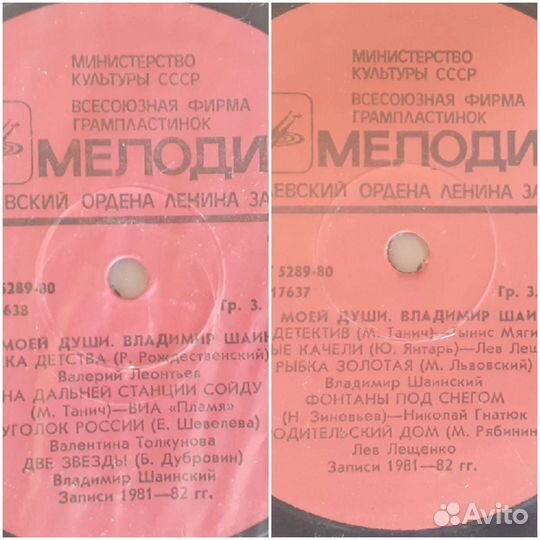 МИНИСТЕРСТВО
КУЛЬТУРЫ СССР
ВСЕСОЮЗНАЯ ФИРМА
ГРАМПЛАСТИНОК
МЕЛОДИ
ЕВСКИЙ ОРДЕНА ЛЕНИНА ЗА
5289-80
638
Гр. 3.
МОЕЙ ДУШИ. ВЛАДИМИР ШАИН
КА ДЕТСТВА (Р. Рождественский)
Валерий Леонтьев
НА ДАЛЬНЕЙ СТАНЦИИ СОЙДУ
(М. Танич)—ВИА «Пламя»
УГОЛОК РОССИИ (Е. Шевелева)
Валентина Толкунова
ДВЕ ЗВЕЗДЫ (Б. Дубровин)
Владимир Шаинский
Записи 1981—82 гг.
МИНИСТЕРСТВО
КУЛЬТУРЫ СССР
ВСЕСОЮЗНАЯ ФИРМА
ГРАМПЛАСТИНОК
МЕЛОДИ
ЕВСКИЙ ОРДЕНА ЛЕНИНА ЗА
5289-80
17637
Гр. 3.
МОЕЙ ДУШИ. ВЛАДИМИР ШАИ
ДЕТЕКТИВ (М. Танич)—Тынис Мяги
ЫЕ КАЧЕЛИ (Ю. Янтарь)—Лев Лещ
РЫБКА ЗОЛОТАЯ (М. Львовский)
Владимир Шаинский
ФОНТАНЫ ПОД СНЕГОМ
(Н. Зиновьев)—Николай Гнатюк
ОДИТЕЛЬСКИЙ ДОМ (М. Рябинин
Лев Лещенко
Записи 1981—82 гг.
Avito